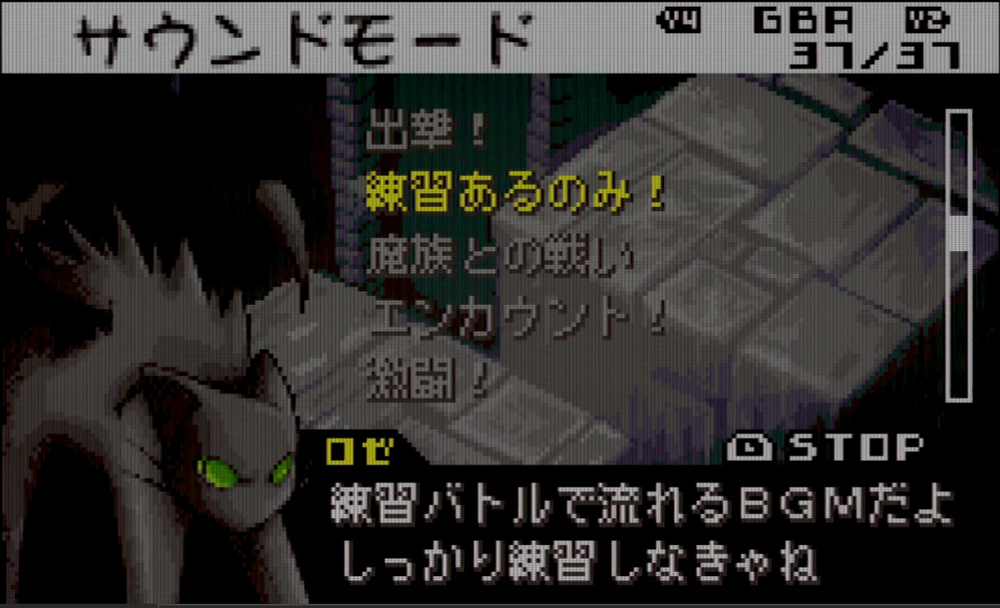 サウンドモード
V4 GBA V2
37/37
出撃!
練習あるのみ!
魔族との戦い
エンカウント!
激闘!
ロゼ
STOP
練習バトルで流れるBGMだよ
しっかり練習しなきゃね